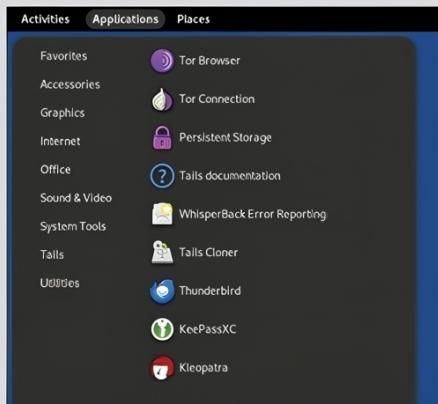 Activities Applications Places
Favorites
Accessories
Graphics
Internet
Office
Sound & Video
System Tools
Tails
Utilities
Tor Browser
Tor Connection
Persistent Storage
Tails documentation
WhisperBack Error Reporting
Tails Cloner
Thunderbird
KeePassXC
Kleopatra